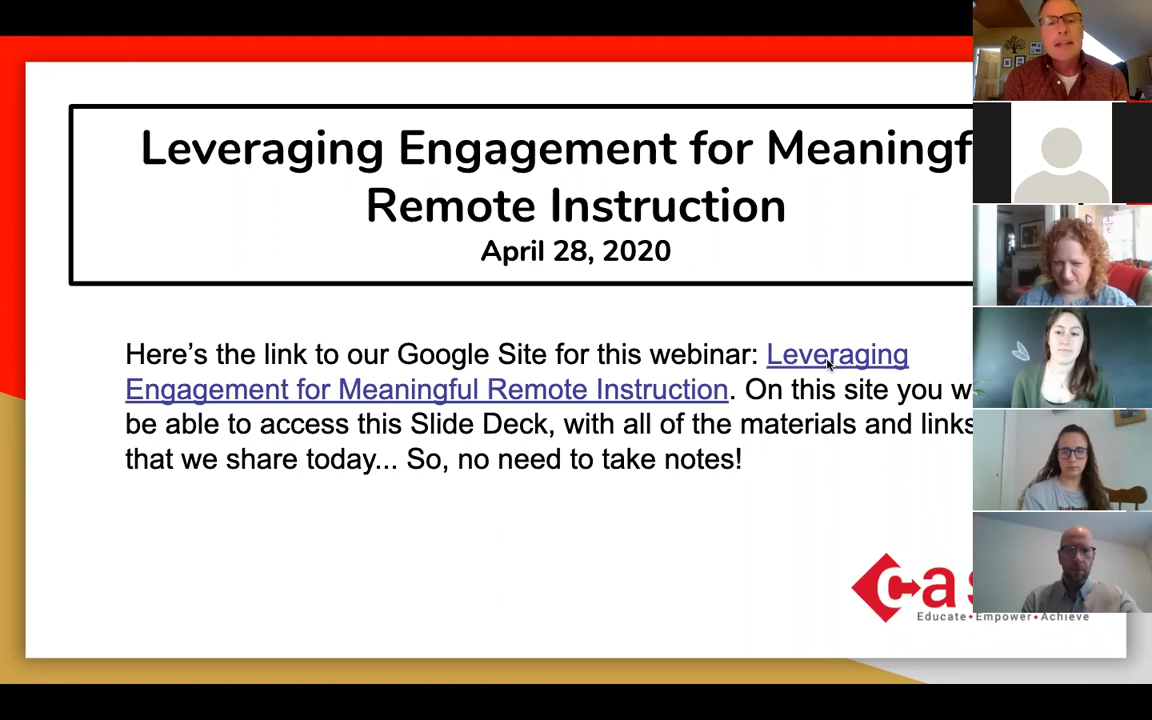 Leveraging Engagement for Meaningf
Remote Instruction
April 28, 2020
Here's the link to our Google Site for this webinar: Leveraging
Engagement for Meaningful Remote Instruction. On this site you w
be able to access this Slide Deck, with all of the materials and links
that we share today... So, no need to take notes!
cas
Educate•Empower•Achieve